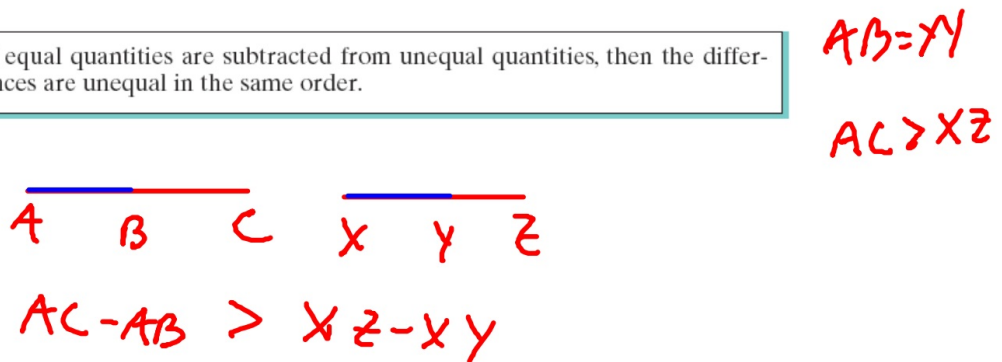 equal quantities are subtracted from unequal quantities, then the differ-
nces are unequal in the same order.
AB=XY
AC>XZ
A B C X Y Z
AC-AB > XZ-XY